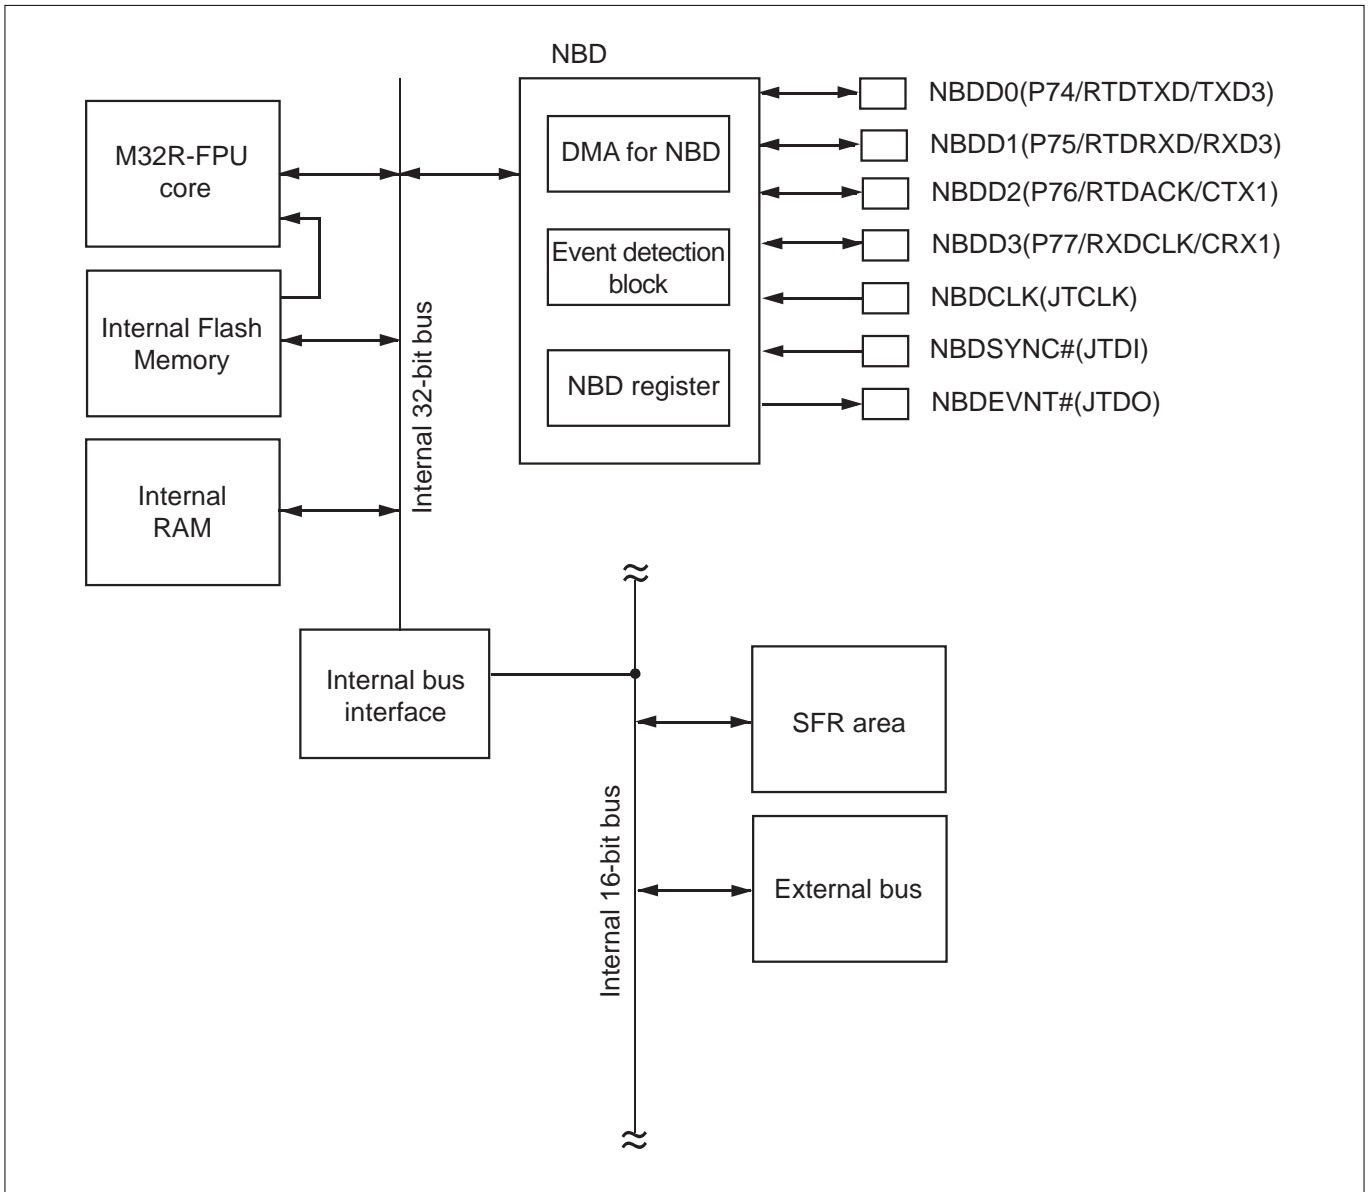 NBD
M32R-FPU
core
DMA for NBD
NBDD0(P74/RTDTXD/TXD3)
NBDD1(P75/RTDRXD/RXD3)
NBDD2(P76/RTDACK/CTX1)
NBDD3(P77/RXDCLK/CRX1)
Event detection
block
NBDCLK(JTCLK)
Internal Flash
Memory
NBDSYNC#(JTDI)
NBD register
NBDEVNT#(JTDO)
Internal 32-bit bus
Internal
RAM
Internal bus
interface
SFR area
Internal 16-bit bus
External bus